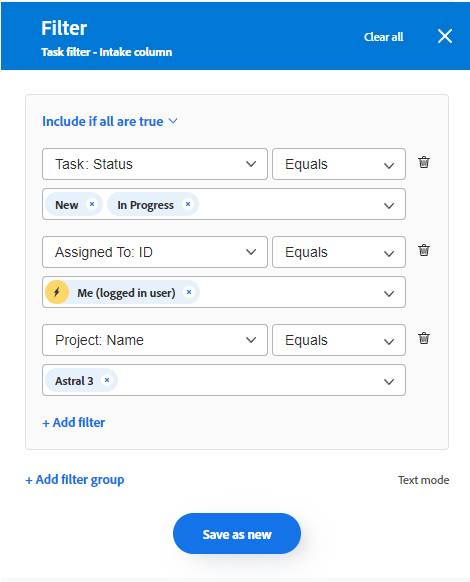 Filter
Clear all
Task filter - Intake column
Include if all are true
Task: Status Equals
New In Progress
Assigned To: ID Equals
Me (logged in user)
Project: Name Equals
Astral 3
+ Add filter
+ Add filter group Text mode
Save as new